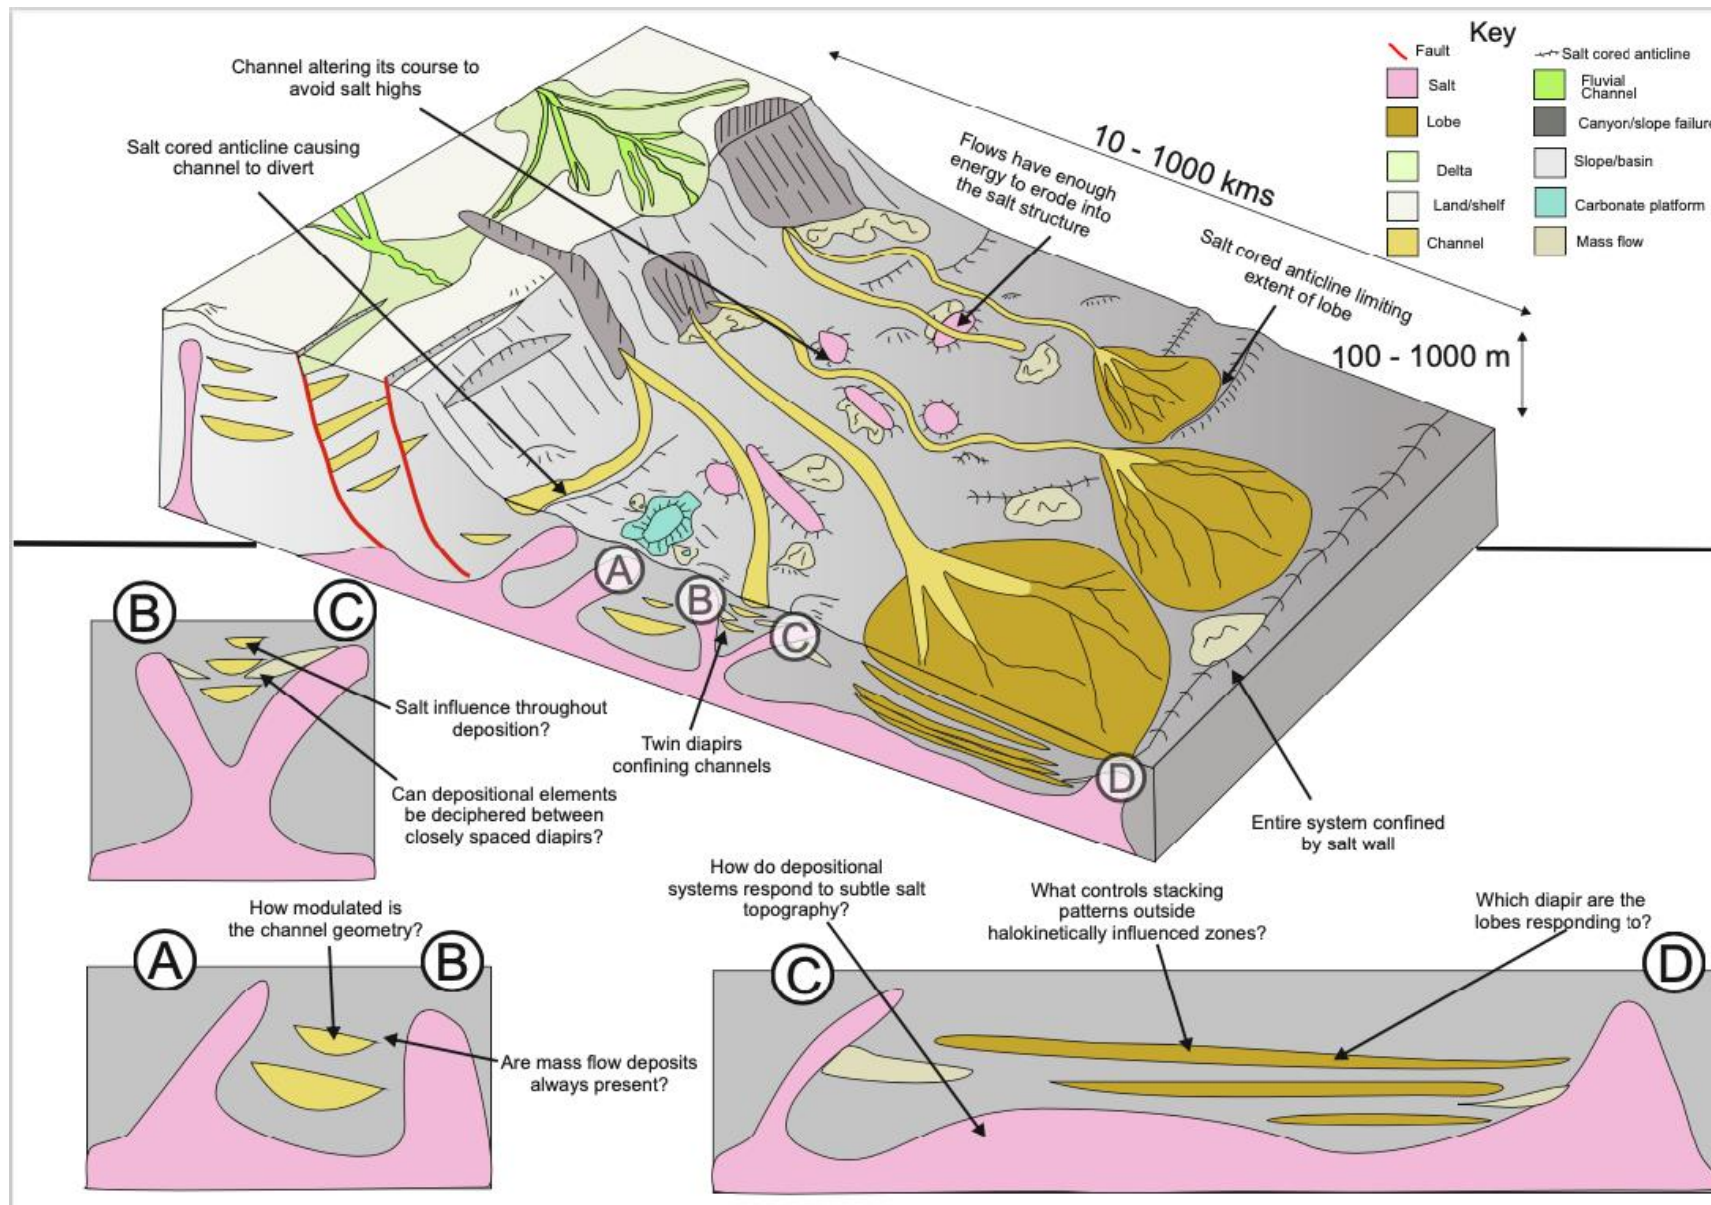 Key
Fault
Salt
Lobe
Delta
Land/shelf
Channel
Salt cored anticline
Fluvial
Channel
Canyon/slope failure
Slope/basin
Carbonate platform
Mass flow
Channel altering its course to
avoid salt highs
Salt cored anticline causing
channel to divert
10 - 1000 kms
Flows have enough
energy to erode into
the salt structure
Salt cored anticline limiting
extent of lobe
100 - 1000 m
A
B
C
D
Twin diapirs
confining channels
Entire system confined
by salt wall
B
C
Salt influence throughout
deposition?
Can depositional elements
be deciphered between
closely spaced diapirs?
A
B
How modulated is
the channel geometry?
Are mass flow deposits
always present?
C
D
How do depositional
systems respond to subtle salt
topography?
What controls stacking
patterns outside
halokinetically influenced zones?
Which diapir are the
lobes responding to?